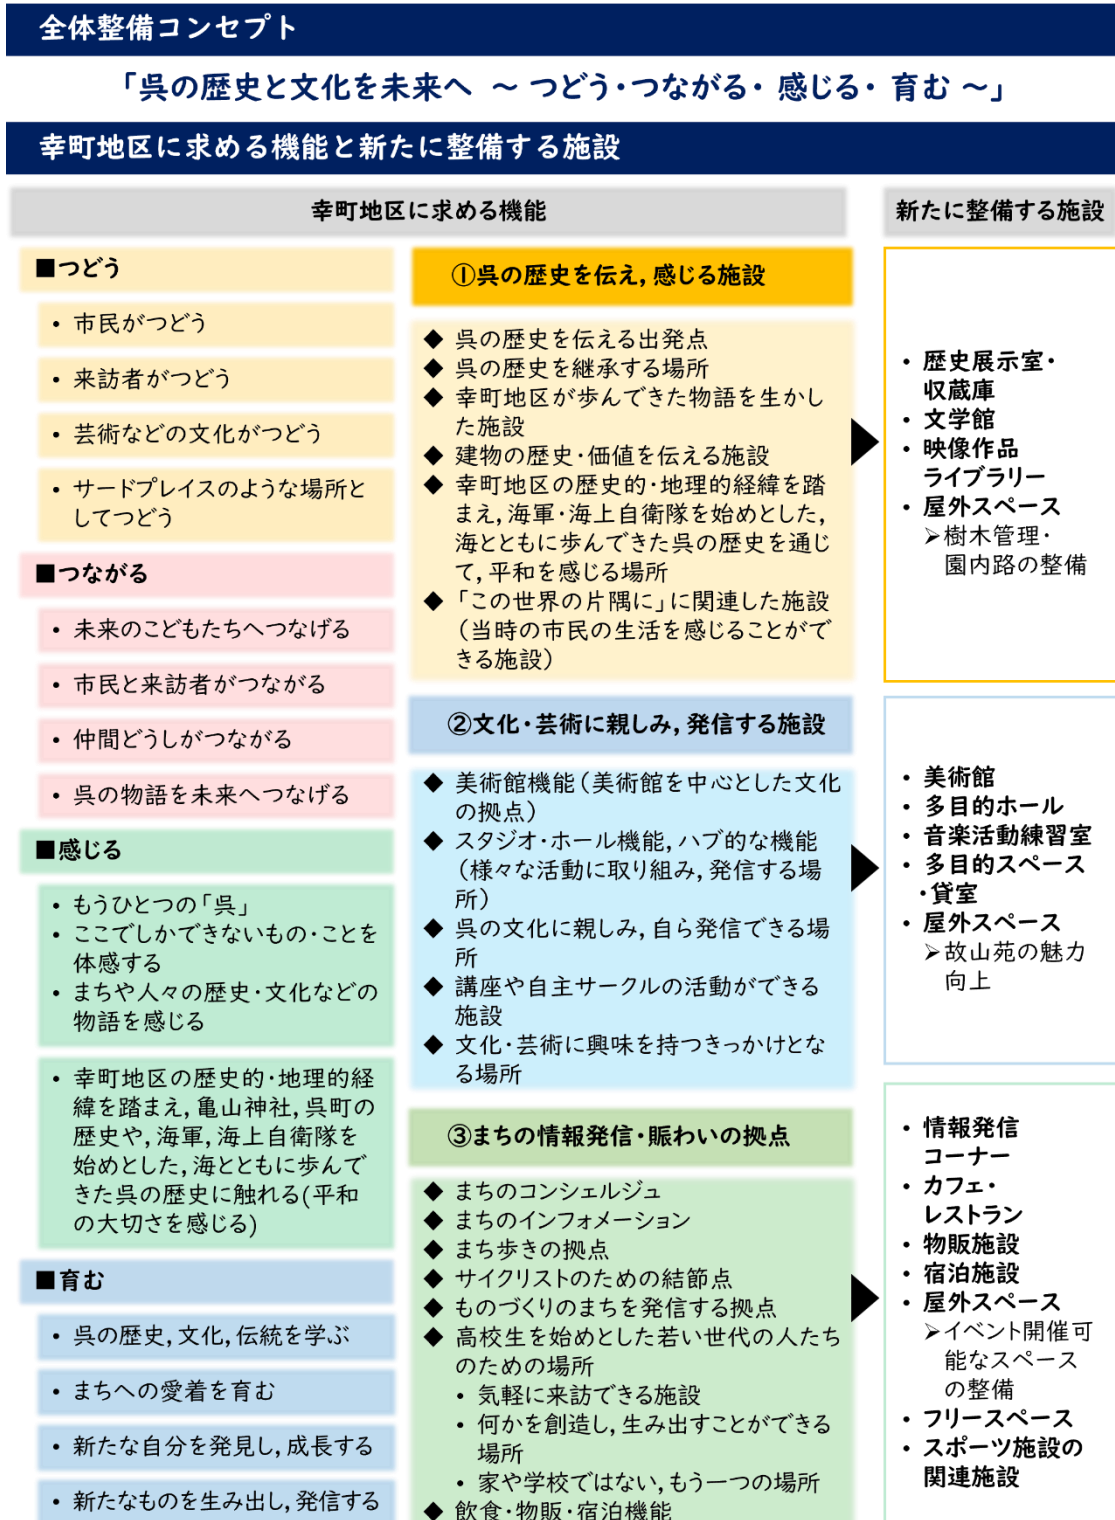 全体整備コンセプト
「呉の歴史と文化を未来へ ～ つどう・つながる・ 感じる・ 育む ～」
幸町地区に求める機能と新たに整備する施設
幸町地区に求める機能
■つどう
• 市民がつどう
• 来訪者がつどう
• 芸術などの文化がつどう
• サードプレイスのような場所と
してつどう
■つながる
• 未来のこどもたちへつなげる
• 市民と来訪者がつながる
• 仲間どうしがつながる
• 呉の物語を未来へつなげる
■感じる
• もうひとつの「呉」
• ここでしかできないもの・ことを
体感する
• まちや人々の歴史・文化などの
物語を感じる
• 幸町地区の歴史的・地理的経
緯を踏まえ,亀山神社,呉町の
歴史や,海軍,海上自衛隊を
始めとした,海とともに歩んで
きた呉の歴史に触れる(平和
の大切さを感じる)
■育む
• 呉の歴史,文化,伝統を学ぶ
• まちへの愛着を育む
• 新たな自分を発見し,成長する
• 新たなものを生み出し,発信する
①呉の歴史を伝え,感じる施設
◆ 呉の歴史を伝える出発点
◆ 呉の歴史を継承する場所
◆ 幸町地区が歩んできた物語を生かし
た施設
◆ 建物の歴史・価値を伝える施設
◆ 幸町地区の歴史的・地理的経緯を踏
まえ,海軍・海上自衛隊を始めとした,
海とともに歩んできた呉の歴史を通じ
て,平和を感じる場所
◆ 「この世界の片隅に」に関連した施設
(当時の市民の生活を感じることがで
きる施設)
②文化・芸術に親しみ,発信する施設
◆ 美術館機能(美術館を中心とした文化
の拠点)
◆ スタジオ・ホール機能,ハブ的な機能
(様々な活動に取り組み,発信する場
所)
◆ 呉の文化に親しみ,自ら発信できる場
所
◆ 講座や自主サークルの活動ができる
施設
◆ 文化・芸術に興味を持つきっかけとな
る場所
③まちの情報発信・賑わいの拠点
◆ まちのコンシェルジュ
◆ まちのインフォメーション
◆ まち歩きの拠点
◆ サイクリストのための結節点
◆ ものづくりのまちを発信する拠点
◆ 高校生を始めとした若い世代の人たち
のための場所
• 気軽に来訪できる施設
• 何かを創造し,生み出すことができる
場所
• 家や学校ではない,もう一つの場所
◆ 飲食・物販・宿泊機能
新たに整備する施設
• 歴史展示室・
収蔵庫
• 文学館
• 映像作品
ライブラリー
• 屋外スペース
➢樹木管理・
園内路の整備
• 美術館
• 多目的ホール
• 音楽活動練習室
• 多目的スペース
・貸室
• 屋外スペース
➢故山苑の魅力
向上
• 情報発信
コーナー
• カフェ・
レストラン
• 物販施設
• 宿泊施設
• 屋外スペース
➢イベント開催可
能なスペース
の整備
• フリースペース
• スポーツ施設の
関連施設